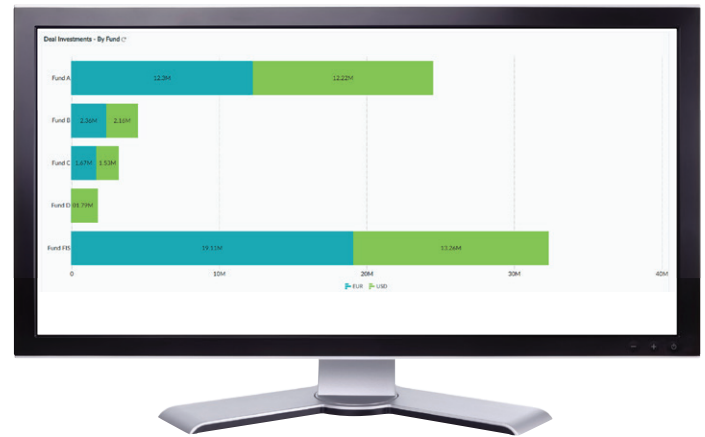 Deal Investments - By Fund
Fund A 12.3M 12.22M
Fund B 2.36M 2.16M
Fund C 1.67M 1.53M
Fund D
Fund FIS 19.11M 13.26M
0 10M 20M 30M 40M
EUR USD